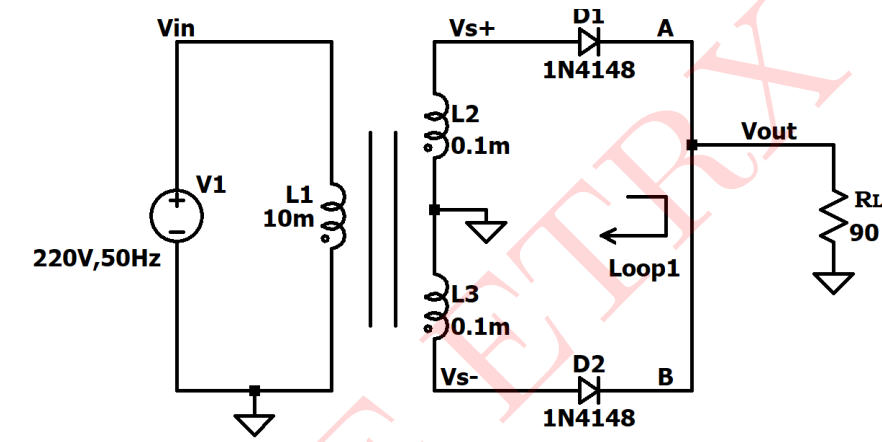 Vin
Vs+
D1
A
1N4148
L2
0.1m
Vout
V1
L1
10m
RL
90
220V,50Hz
Loop1
L3
0.1m
D2
Vs-
B
1N4148
E ETRX